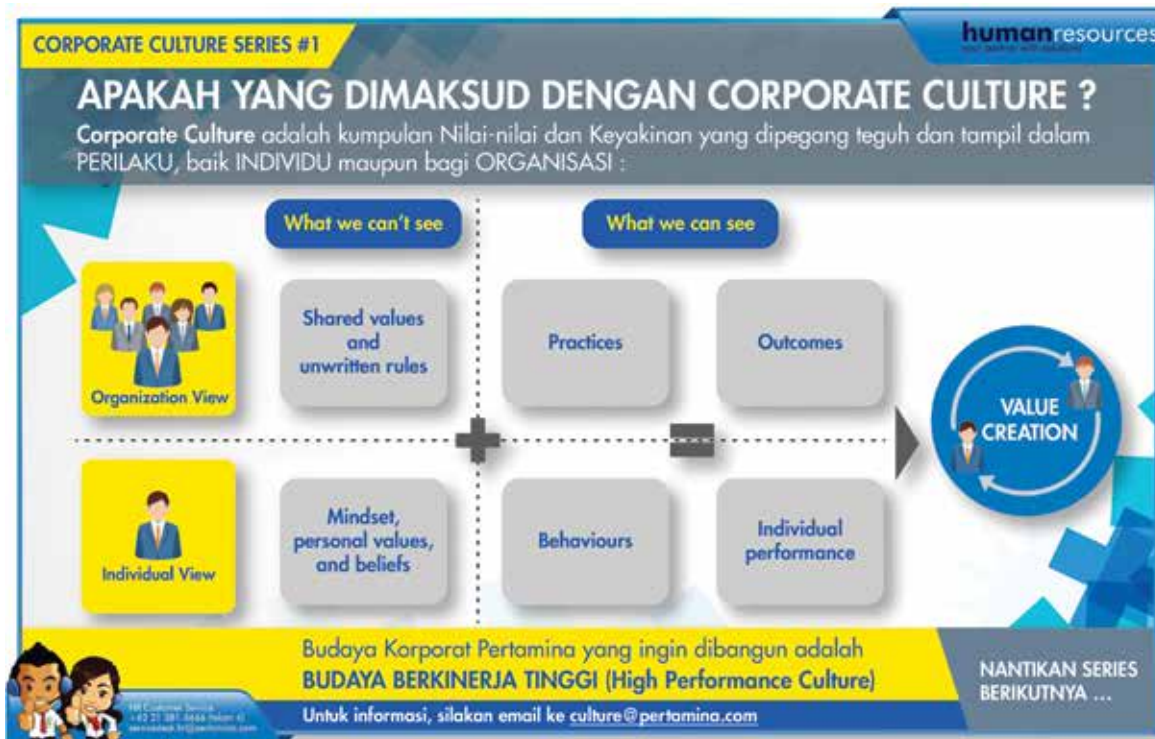 CORPORATE CULTURE SERIES #1
humanresources
APAKAH YANG DIMAKSUD DENGAN CORPORATE CULTURE ?
Corporate Culture adalah kumpulan Nilai-nilai dan Keyakinan yang dipegang teguh dan tampil dalam
PERILAKU, baik INDIVIDU maupun bagi ORGANISASI :
What we can't see
What we can see
Organization View
Shared values
and
unwritten rules
Practices
Outcomes
VALUE
CREATION
Individual View
Mindset,
personal values,
and beliefs
Behaviours
Individual
performance
Budaya Korporat Pertamina yang ingin dibangun adalah
BUDAYA BERKINERJA TINGGI (High Performance Culture)
Untuk informasi, silakan email ke culture@pertamina.com
NANTIKAN SERIES
BERIKUTNYA ...
HR Customer Service